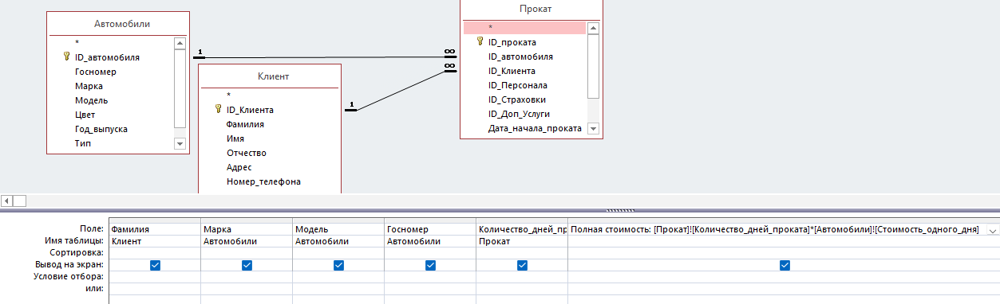 Автомобили
*
ID_автомобиля
Госномер
Марка
Модель
Цвет
Год_выпуска
Тип
1
Клиент
*
ID_Клиента
Фамилия
Имя
Отчество
Адрес
Номер_телефона
1
∞
∞
Прокат
*
ID_проката
ID_автомобиля
ID_Клиента
ID_Персонала
ID_Страховки
ID_Доп_Услуги
Дата_начала_проката
Поле: Фамилия Марка Модель Госномер Количество_дней_пр Полная стоимость: [Прокат]![Количество_дней_проката]*[Автомобили]![Стоимость_одного_дня]
Имя таблицы: Клиент Автомобили Автомобили Автомобили Прокат
Сортировка:
Вывод на экран:
Условие отбора:
или: